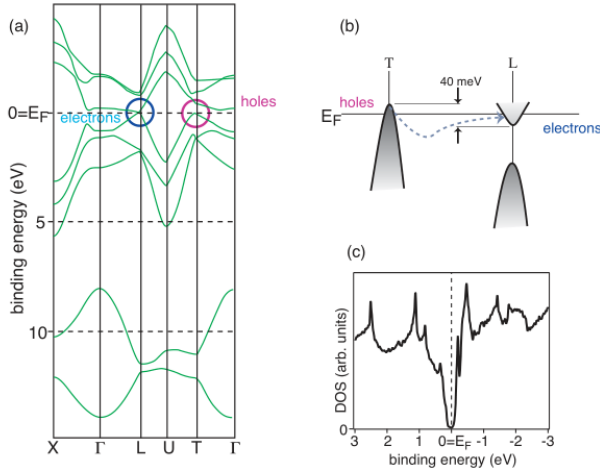 (a)
0=E_F
electrons
holes
5
10
binding energy (eV)
X Γ L U T Γ
(b)
T L
40 meV
holes
E_F
electrons
(c)
DOS (arb. units)
0
3 2 1 0=E_F -1 -2 -3
binding energy (eV)